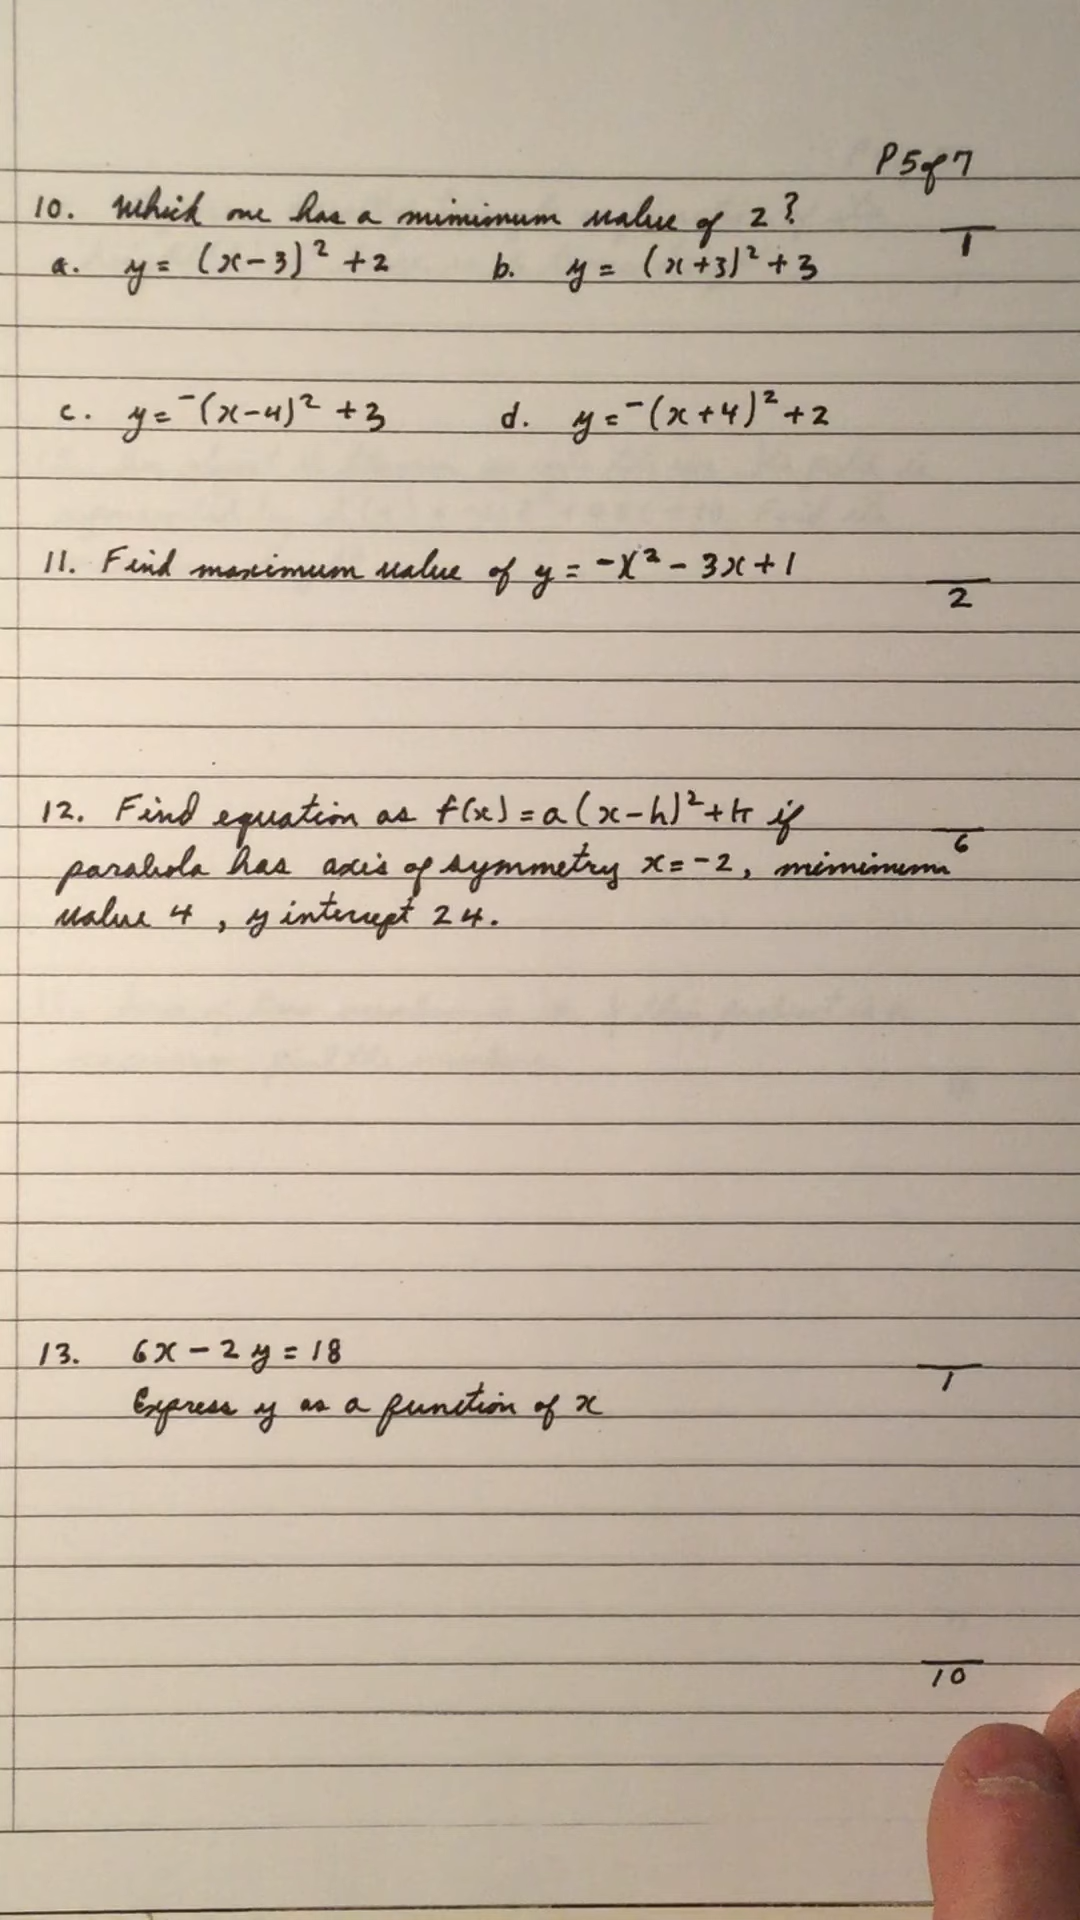 P5of7
10. Which one has a mimimum value of 2?
1
a. y = (x-3)² +2 b. y = (x+3)² + 3
c. y = ⁻(x-4)² +3 d. y = ⁻(x+4)² +2
11. Find maximum value of y = -x² - 3x + 1
2
12. Find equation as f(x) = a(x-h)² + k if
6
parabola has axis of symmetry x = -2, mimimum
value 4, y intercept 24.
13. 6x - 2y = 18
1
Express y as a function of x
10